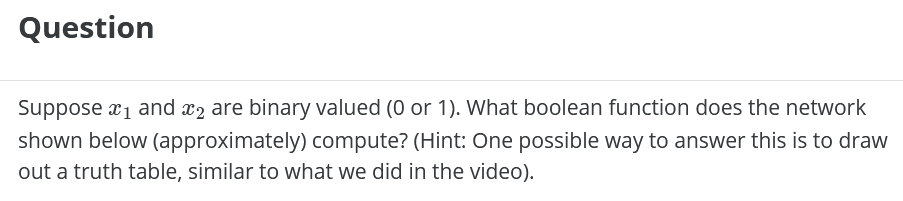 Question
Suppose x₁ and x₂ are binary valued (0 or 1). What boolean function does the network
shown below (approximately) compute? (Hint: One possible way to answer this is to draw
out a truth table, similar to what we did in the video).